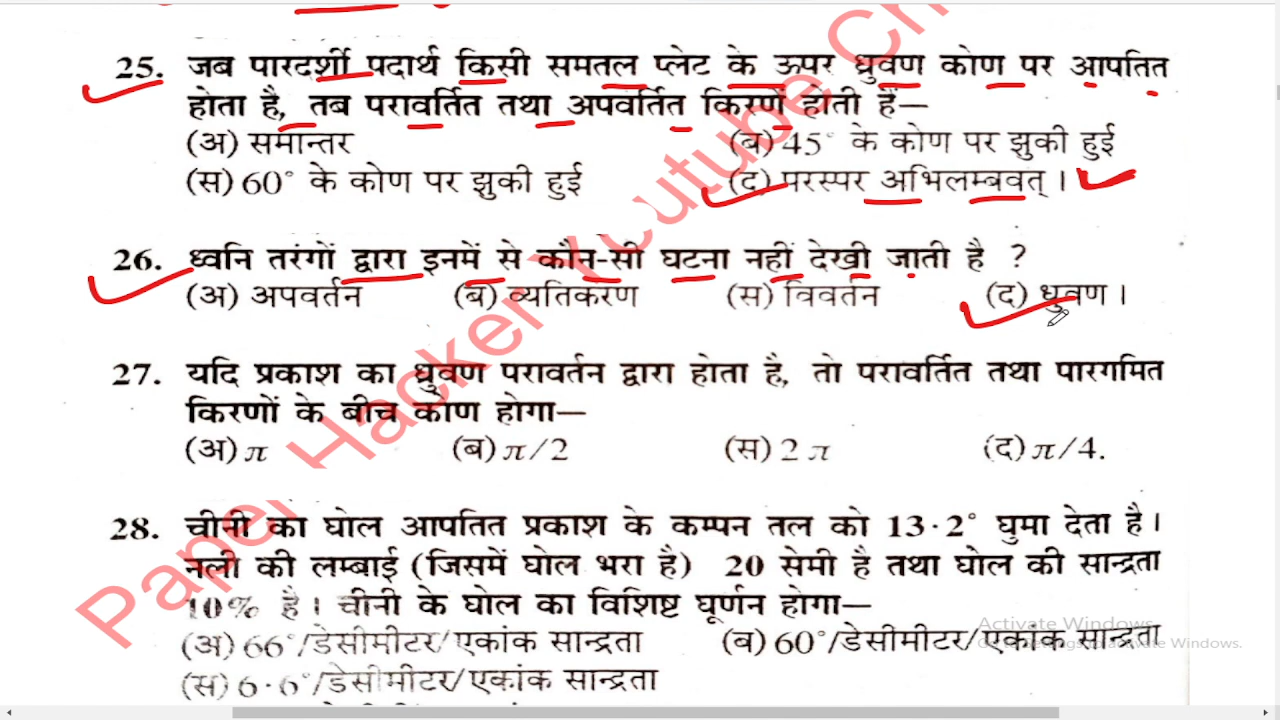 25. जब पारदर्शी पदार्थ किसी समतल प्लेट के ऊपर ध्रुवण कोण पर आपतित
होता है, तब परावर्तित तथा अपवर्तित किरणें होती हैं—
(अ) समान्तर (ब) 45° के कोण पर झुकी हुई
(स) 60° के कोण पर झुकी हुई (द) परस्पर अभिलम्बवत् ।
26. ध्वनि तरंगों द्वारा इनमें से कौन-सी घटना नहीं देखी जाती है ?
(अ) अपवर्तन (ब) व्यतिकरण (स) विवर्तन (द) ध्रुवण ।
27. यदि प्रकाश का ध्रुवण परावर्तन द्वारा होता है, तो परावर्तित तथा पारगमित
किरणों के बीच कोण होगा—
(अ) π (ब) π/2 (स) 2 π (द) π/4.
28. चीनी का घोल आपतित प्रकाश के कम्पन तल को 13·2° घुमा देता है ।
नली की लम्बाई (जिसमें घोल भरा है) 20 सेमी है तथा घोल की सान्द्रता
10% है । चीनी के घोल का विशिष्ट घूर्णन होगा—
(अ) 66°/डेसीमीटर/एकांक सान्द्रता (ब) 60°/डेसीमीटर/एकांक सान्द्रता
(स) 6·6°/डेसीमीटर/एकांक सान्द्रता
Paper Hacker Youtube Ch
Activate Windows